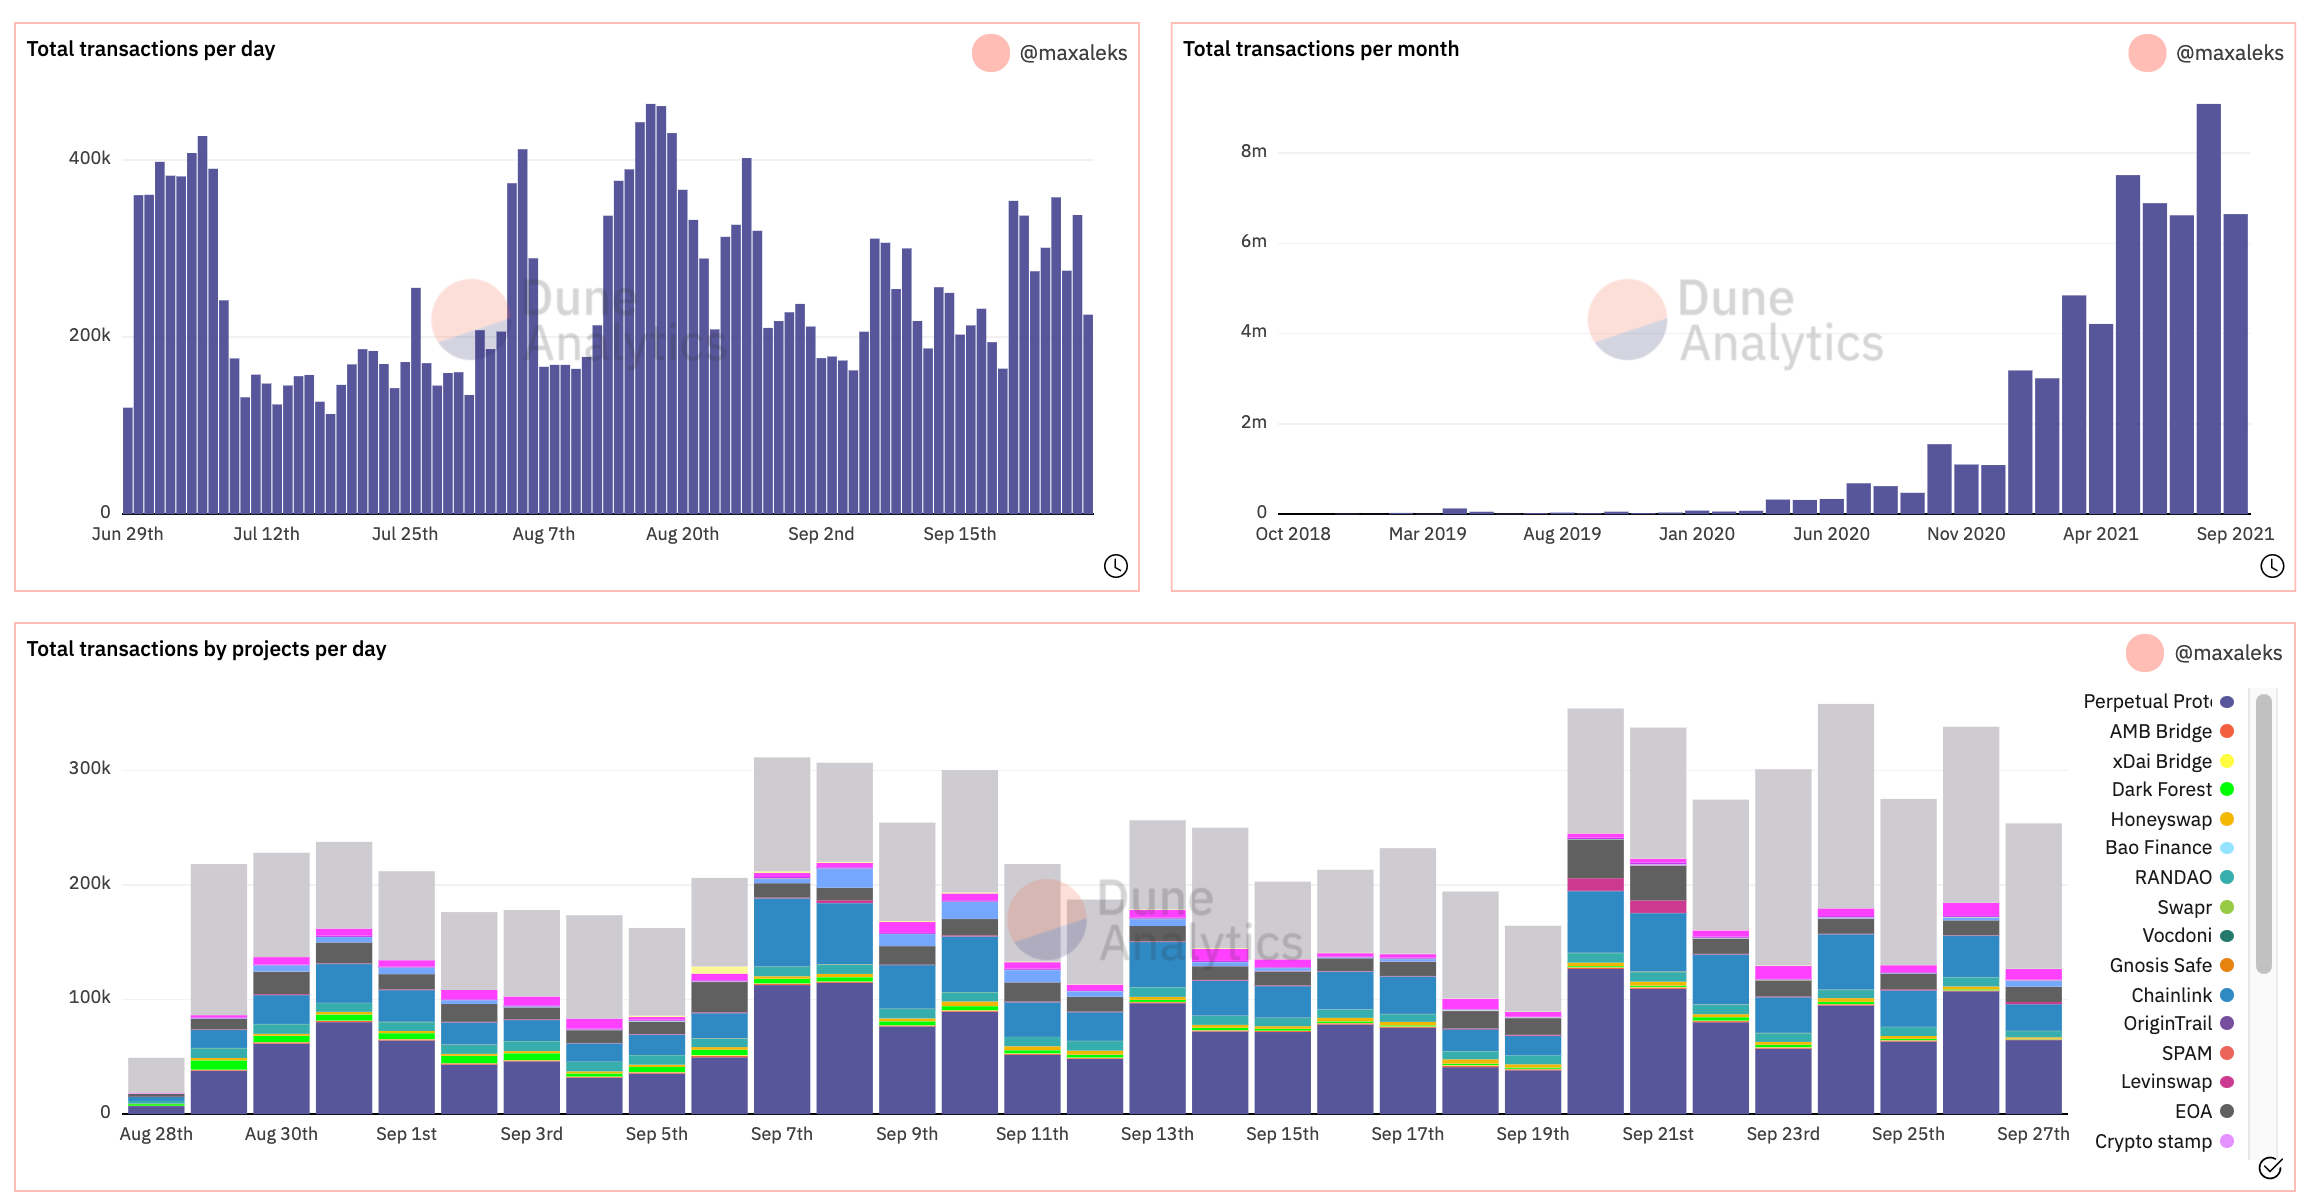 Total transactions per day
@maxaleks
400k
200k
0
Jun 29th Jul 12th Jul 25th Aug 7th Aug 20th Sep 2nd Sep 15th
Dune
Analytics
Total transactions per month
@maxaleks
8m
6m
4m
2m
0
Oct 2018 Mar 2019 Aug 2019 Jan 2020 Jun 2020 Nov 2020 Apr 2021 Sep 2021
Dune
Analytics
Total transactions by projects per day
@maxaleks
300k
200k
100k
0
Aug 28th Aug 30th Sep 1st Sep 3rd Sep 5th Sep 7th Sep 9th Sep 11th Sep 13th Sep 15th Sep 17th Sep 19th Sep 21st Sep 23rd Sep 25th Sep 27th
Dune
Analytics
Perpetual Prot
AMB Bridge
xDai Bridge
Dark Forest
Honeyswap
Bao Finance
RANDAO
Swapr
Vocdoni
Gnosis Safe
Chainlink
OriginTrail
SPAM
Levinswap
EOA
Crypto stamp